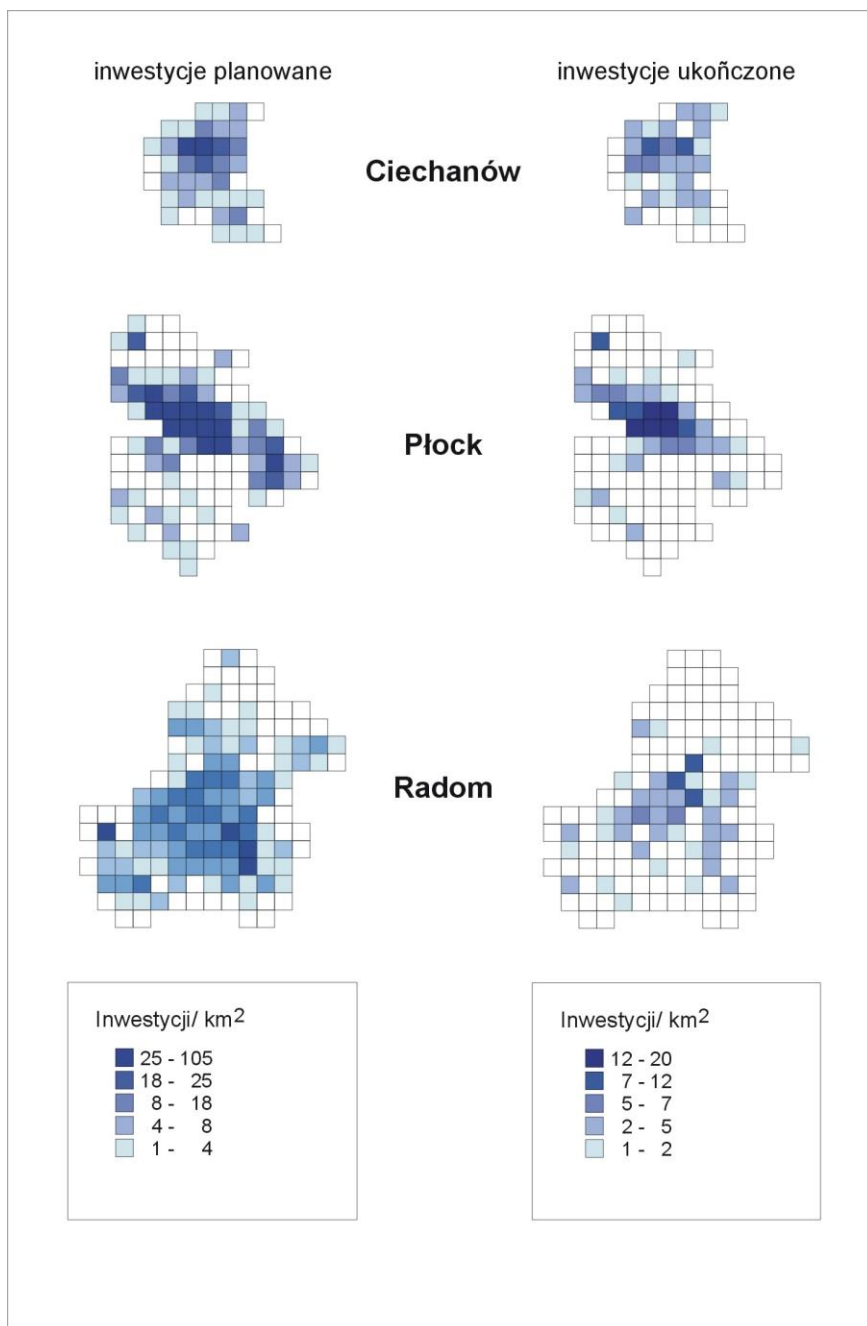 inwestycje planowane
inwestycje ukoñczone
Ciechanów
Płock
Radom
Inwestycji/ km2
25 - 105
18 - 25
8 - 18
4 - 8
1 - 4
Inwestycji/ km2
12 - 20
7 - 12
5 - 7
2 - 5
1 - 2